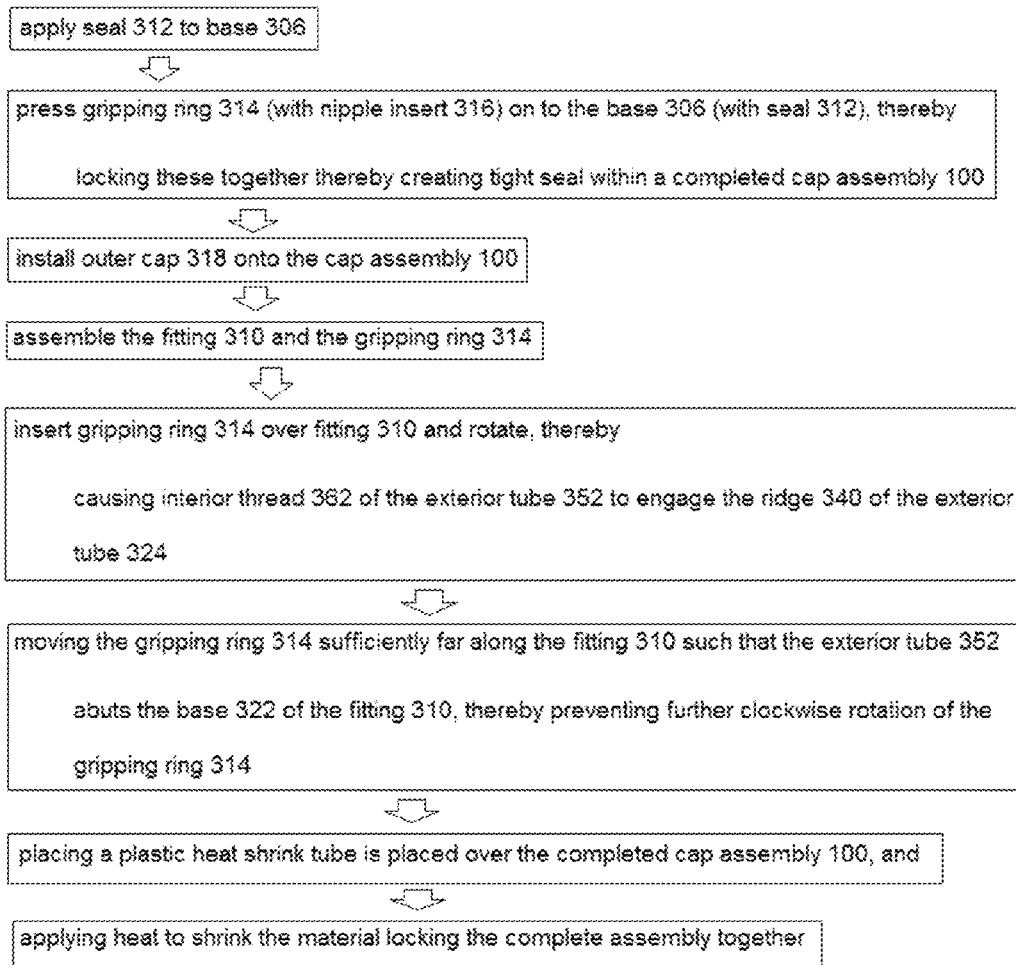 apply seal 312 to base 306
press gripping ring 314 (with nipple insert 316) on to the base 306 (with seal 312), thereby
locking these together thereby creating tight seal within a completed cap assembly 100
install outer cap 318 onto the cap assembly 100
assemble the fitting 310 and the gripping ring 314
insert gripping ring 314 over fitting 310 and rotate, thereby
causing interior thread 362 of the exterior tube 352 to engage the ridge 340 of the exterior
tube 324
moving the gripping ring 314 sufficiently far along the fitting 310 such that the exterior tube 352
abuts the base 322 of the fitting 310, thereby preventing further clockwise rotation of the
gripping ring 314
placing a plastic heat shrink tube is placed over the completed cap assembly 100, and
applying heat to shrink the material locking the complete assembly together